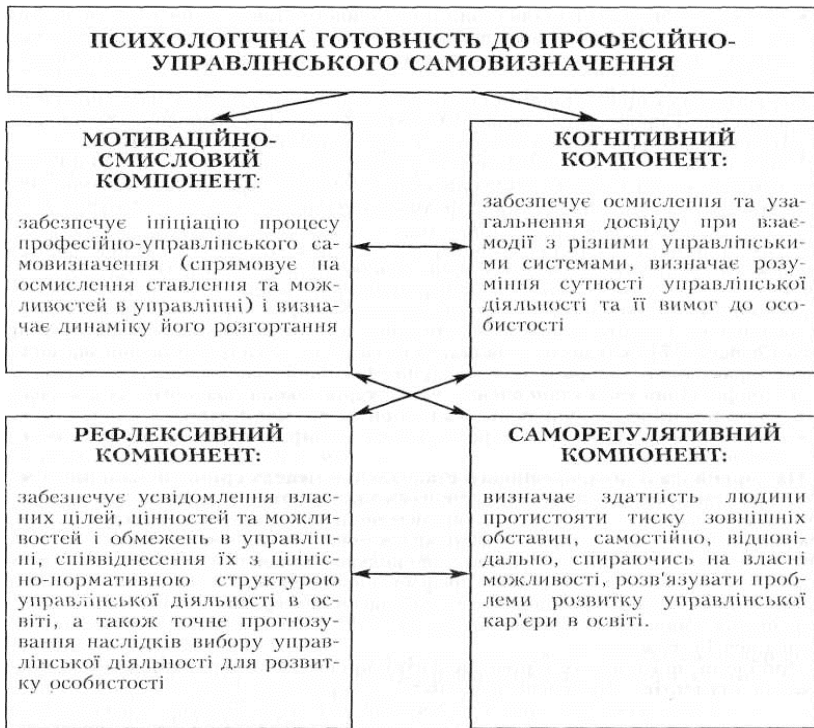 ПСИХОЛОГІЧНА ГОТОВНІСТЬ ДО ПРОФЕСІЙНО-
УПРАВЛІНСЬКОГО САМОВИЗНАЧЕННЯ
МОТИВАЦІЙНО-
СМИСЛОВИЙ
КОМПОНЕНТ:
забезпечує ініціацію процесу
професійно-управлінського са-
мовизначення (спрямовує на
осмислення ставлення та мож-
ливостей в управлінні) і визна-
чає динаміку його розгортання
КОГНІТИВНИЙ
КОМПОНЕНТ:
забезпечує осмислення та уза-
гальнення досвіду при взає-
модії з різними управлінськи-
ми системами, визначає розу-
міння сутності управлінської
діяльності та її вимог до осо-
бистості
РЕФЛЕКСИВНИЙ
КОМПОНЕНТ:
забезпечує усвідомлення влас-
них цілей, цінностей та можли-
востей і обмежень в управлін-
ні, співвіднесення їх з цінніс-
но-нормативною структурою
управлінської діяльності в ос-
віті, а також точне прогнозу-
вання наслідків вибору управ-
лінської діяльності для розвит-
ку особистості
САМОРЕГУЛЯТИВНИЙ
КОМПОНЕНТ:
визначає здатність людини
протистояти тиску зовнішніх
обставин, самостійно, відпові-
дально, спираючись на власні
можливості, розв'язувати проб-
леми розвитку управлінської
кар'єри в освіті.